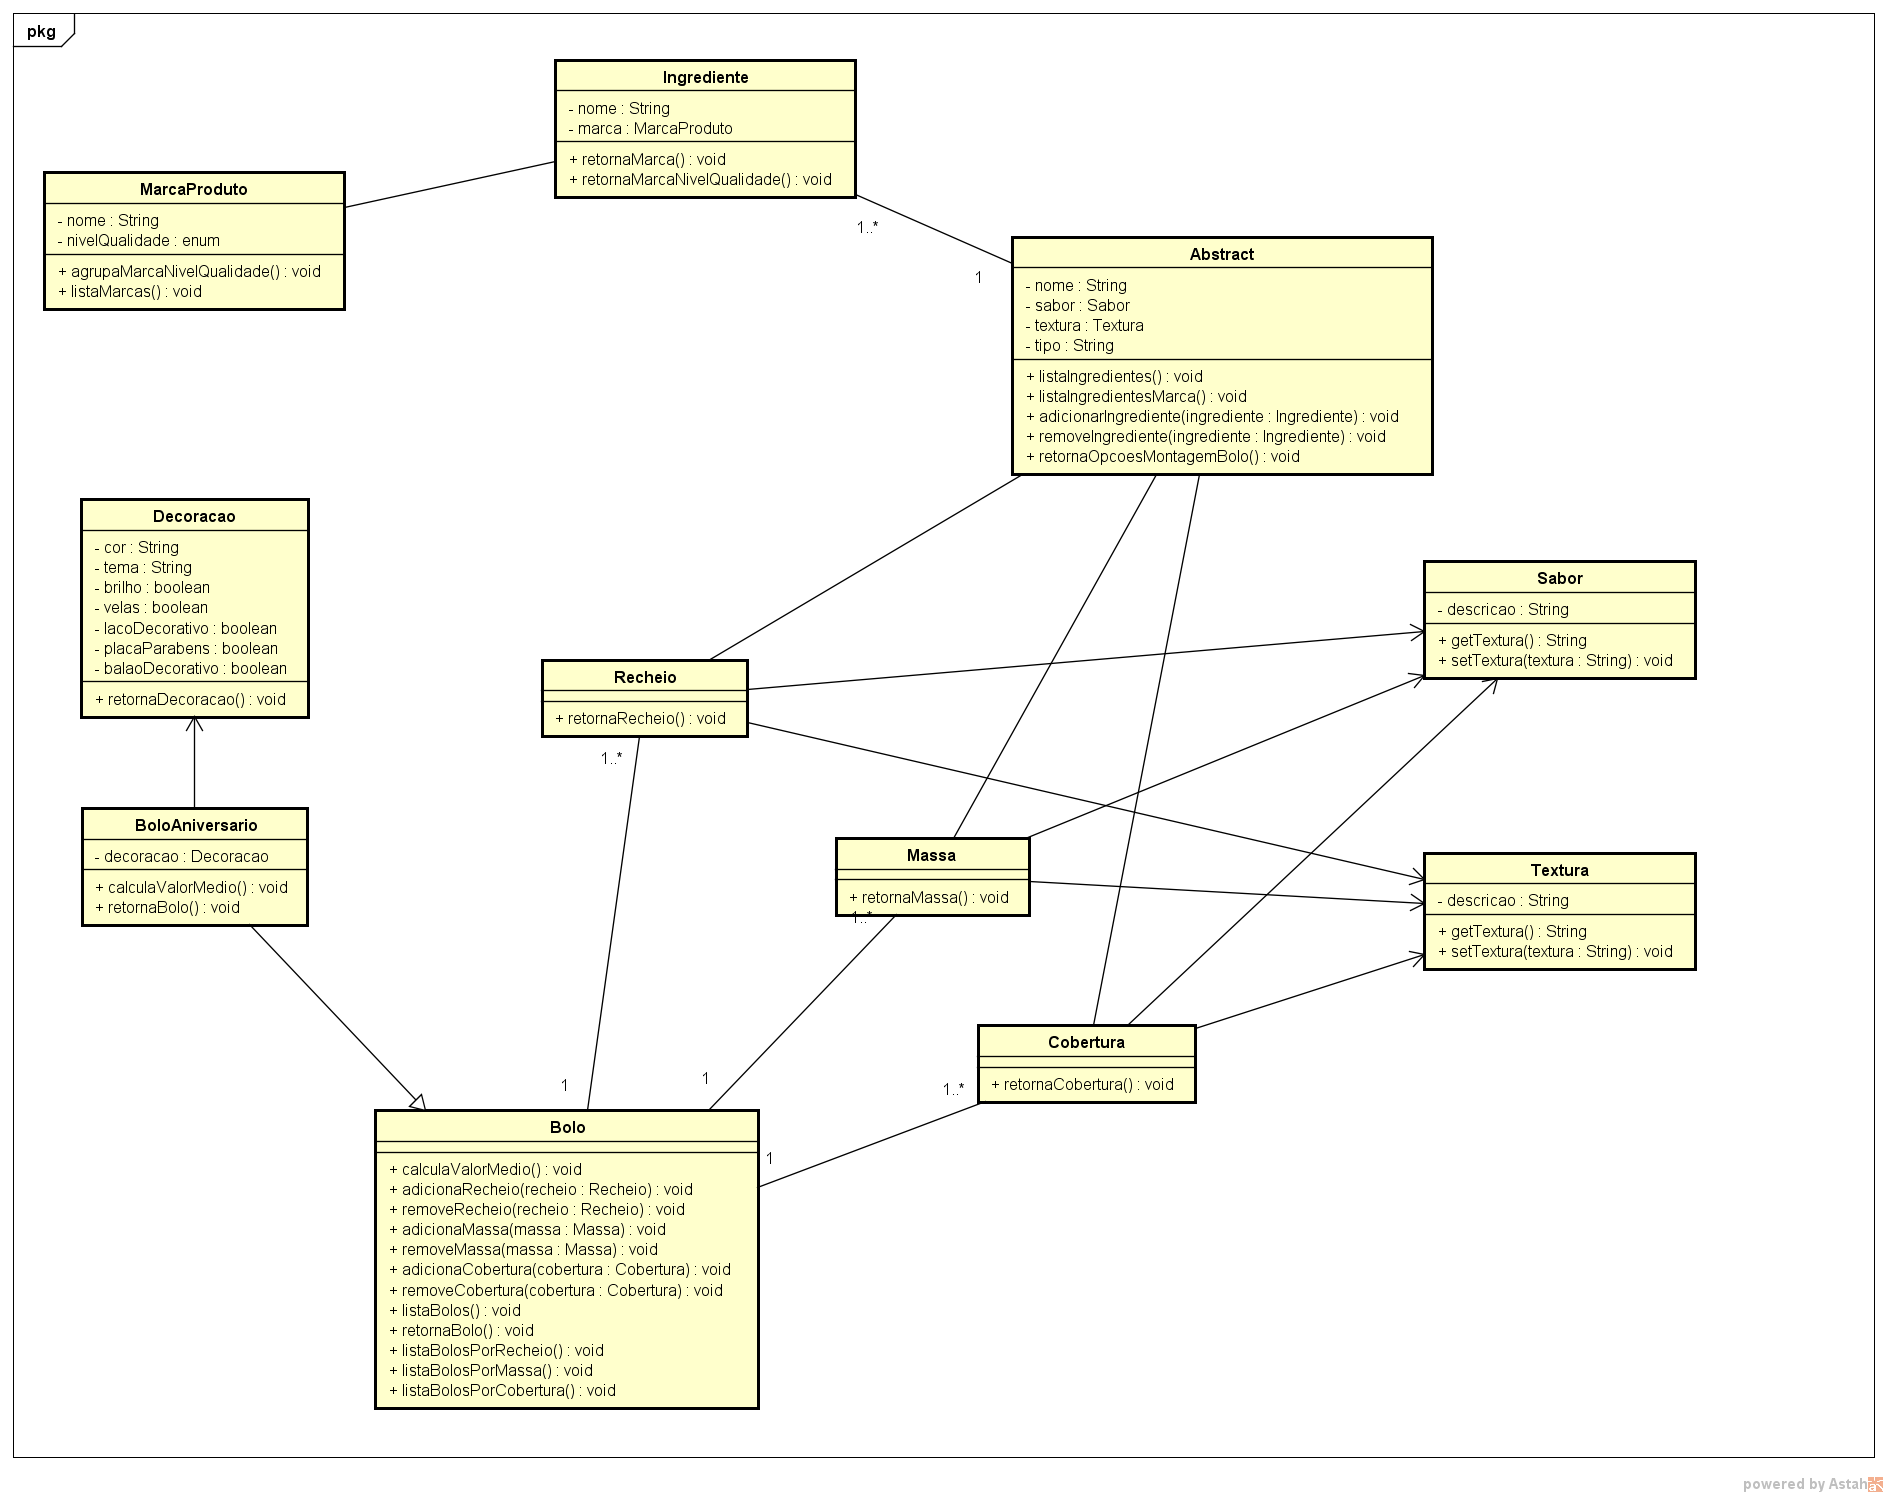 pkg
Ingrediente
- nome : String
- marca : MarcaProduto
+ retornaMarca() : void
+ retornaMarcaNivelQualidade() : void
MarcaProduto
- nome : String
- nivelQualidade : enum
+ agrupaMarcaNivelQualidade() : void
+ listaMarcas() : void
1..*
1
Abstract
- nome : String
- sabor : Sabor
- textura : Textura
- tipo : String
+ listaIngredientes() : void
+ listaIngredientesMarca() : void
+ adicionarIngrediente(ingrediente : Ingrediente) : void
+ removeIngrediente(ingrediente : Ingrediente) : void
+ retornaOpcoesMontagemBolo() : void
Decoracao
- cor : String
- tema : String
- brilho : boolean
- velas : boolean
- lacoDecorativo : boolean
- placaParabens : boolean
- balaoDecorativo : boolean
+ retornaDecoracao() : void
Sabor
- descricao : String
+ getTextura() : String
+ setTextura(textura : String) : void
Recheio
+ retornaRecheio() : void
1..*
BoloAniversario
- decoracao : Decoracao
+ calculaValorMedio() : void
+ retornaBolo() : void
Massa
+ retornaMassa() : void
1..*
Textura
- descricao : String
+ getTextura() : String
+ setTextura(textura : String) : void
Cobertura
+ retornaCobertura() : void
1..*
1
1
1
Bolo
+ calculaValorMedio() : void
+ adicionaRecheio(recheio : Recheio) : void
+ removeRecheio(recheio : Recheio) : void
+ adicionaMassa(massa : Massa) : void
+ removeMassa(massa : Massa) : void
+ adicionaCobertura(cobertura : Cobertura) : void
+ removeCobertura(cobertura : Cobertura) : void
+ listaBolos() : void
+ retornaBolo() : void
+ listaBolosPorRecheio() : void
+ listaBolosPorMassa() : void
+ listaBolosPorCobertura() : void
powered by Astah